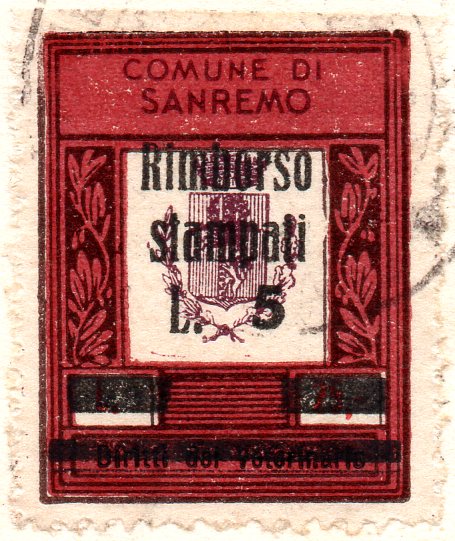 COMUNE DI
SANREMO
Rimborso
stampati
L. 5
L.
Diritti del Veterinario